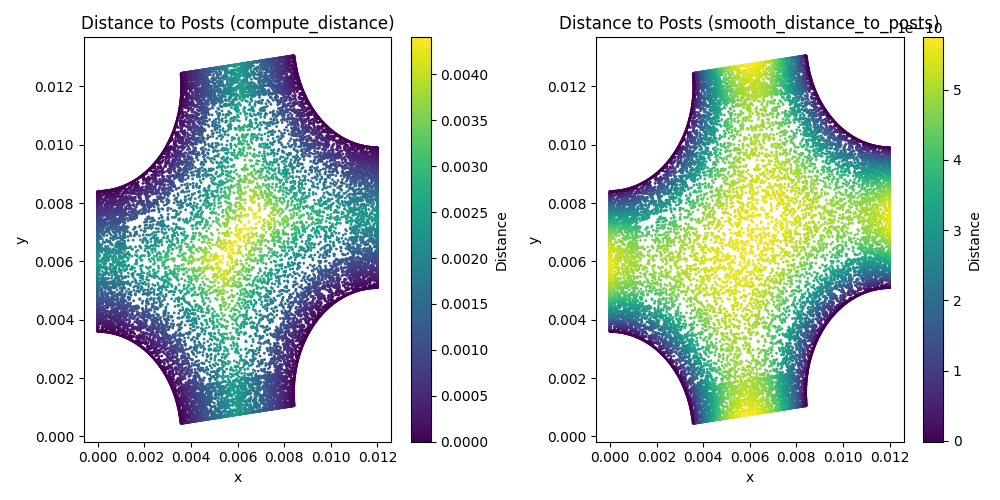 Distance to Posts (compute_distance)
y
0.012
0.010
0.008
0.006
0.004
0.002
0.000
0.000 0.002 0.004 0.006 0.008 0.010 0.012
x
0.0040
0.0035
0.0030
0.0025
0.0020
0.0015
0.0010
0.0005
0.0000
Distance
Distance to Posts (smooth_distance_to_posts)
1e−10
y
0.012
0.010
0.008
0.006
0.004
0.002
0.000
0.000 0.002 0.004 0.006 0.008 0.010 0.012
x
5
4
3
2
1
0
Distance